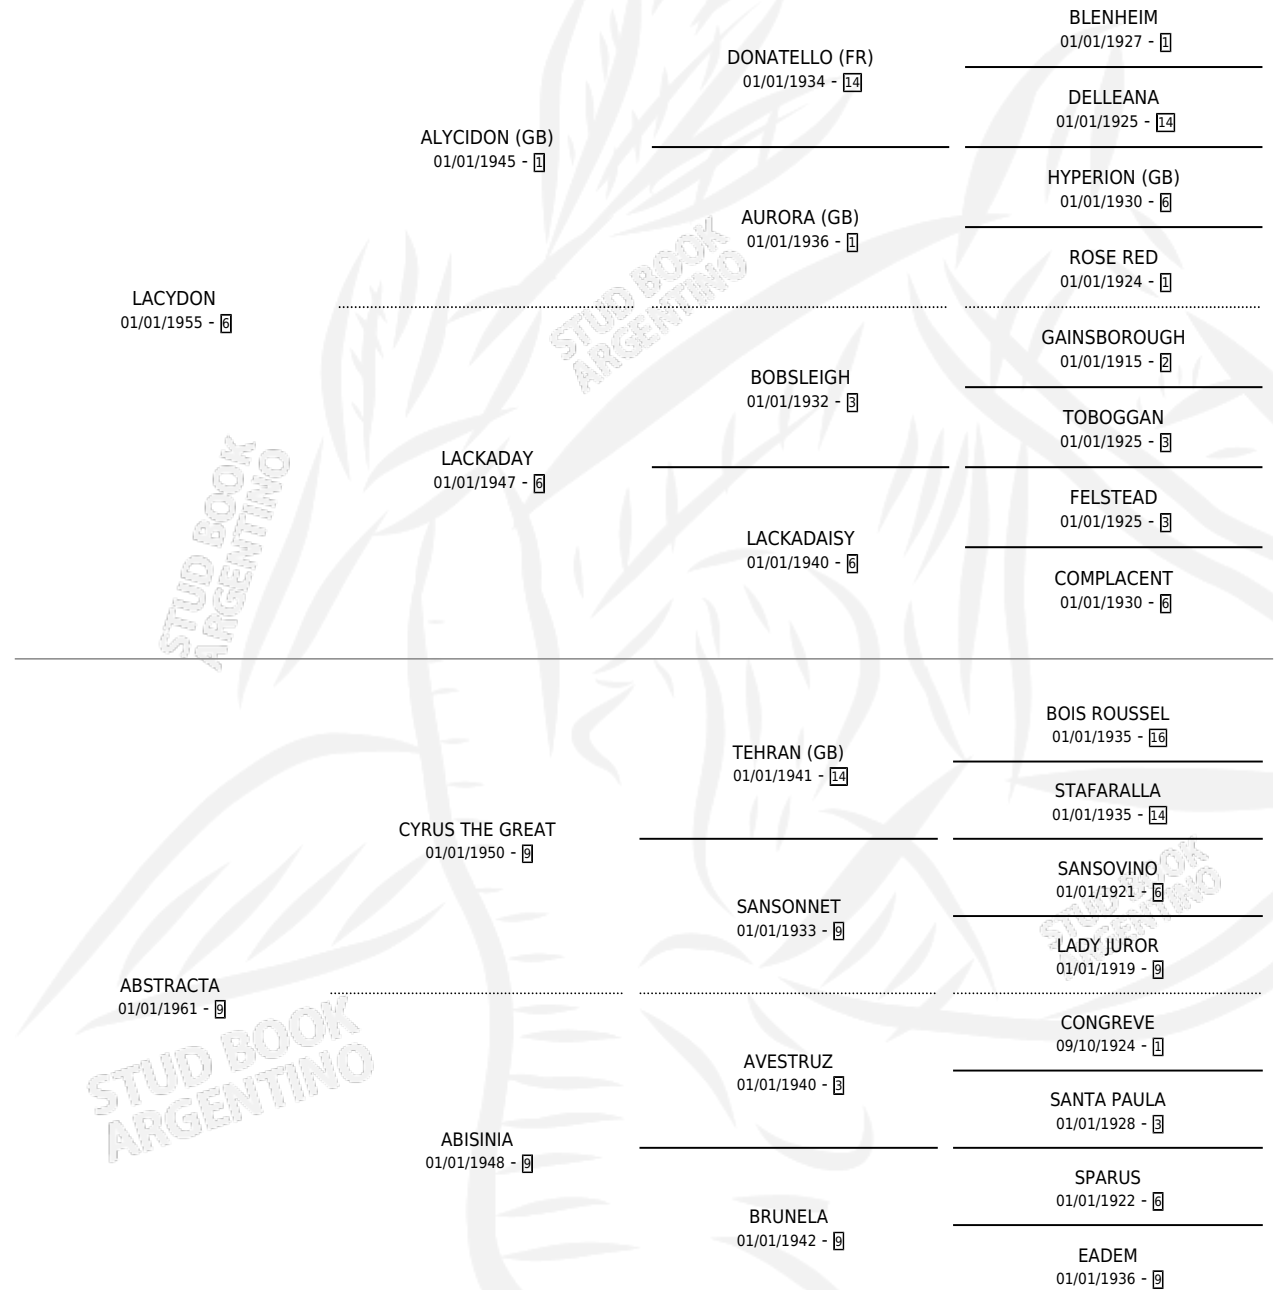 BLENHEIM
01/01/1927 - 1
DONATELLO (FR)
01/01/1934 - 14
DELLEANA
01/01/1925 - 14
ALYCIDON (GB)
01/01/1945 - 1
HYPERION (GB)
01/01/1930 - 6
AURORA (GB)
01/01/1936 - 1
ROSE RED
01/01/1924 - 1
LACYDON
01/01/1955 - 6
STUD BOOK
ARGENTINO
GAINSBOROUGH
01/01/1915 - 2
BOBSLEIGH
01/01/1932 - 3
TOBOGGAN
01/01/1925 - 3
LACKADAY
01/01/1947 - 6
FELSTEAD
01/01/1925 - 3
LACKADAISY
01/01/1940 - 6
COMPLACENT
01/01/1930 - 6
STUD BOOK
ARGENTINO
BOIS ROUSSEL
01/01/1935 - 16
TEHRAN (GB)
01/01/1941 - 14
STAFARALLA
01/01/1935 - 14
CYRUS THE GREAT
01/01/1950 - 9
SANSOVINO
01/01/1921 - 6
SANSONNET
01/01/1933 - 9
LADY JUROR
01/01/1919 - 9
STUD BOOK
ARGENTINO
ABSTRACTA
01/01/1961 - 9
CONGREVE
09/10/1924 - 1
AVESTRUZ
01/01/1940 - 3
SANTA PAULA
01/01/1928 - 3
STUD BOOK
ARGENTINO
ABISINIA
01/01/1948 - 9
SPARUS
01/01/1922 - 6
BRUNELA
01/01/1942 - 9
EADEM
01/01/1936 - 9